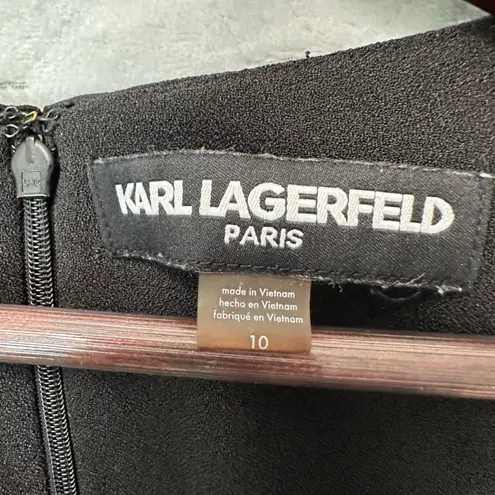 KARL LAGERFELD
PARIS
made in Vietnam
hecho en Vietnam
fabriqué en Vietnam
10